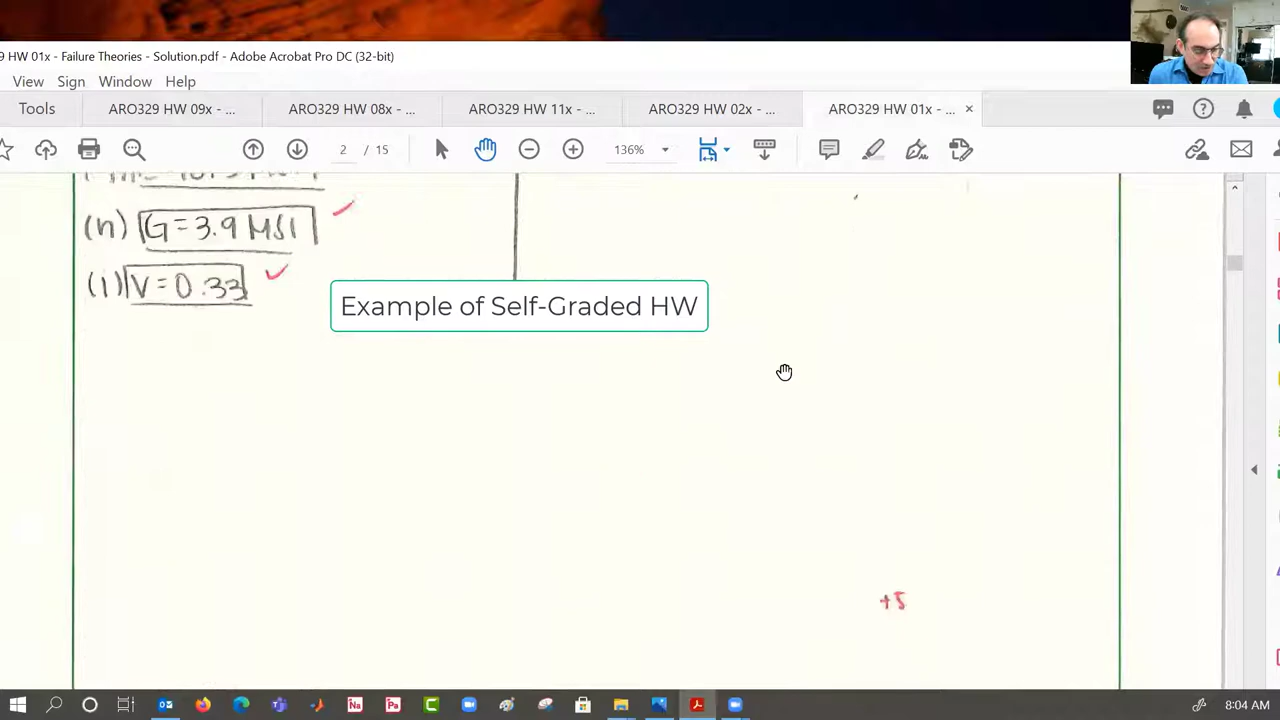 9 HW 01x - Failure Theories - Solution.pdf - Adobe Acrobat Pro DC (32-bit)
View Sign Window Help
Tools ARO329 HW 09x - ... ARO329 HW 08x - ... ARO329 HW 11x - ... ARO329 HW 02x - ... ARO329 HW 01x - ... ×
2 / 15 136%
(h) G = 3.9 MSI
(i) V = 0.33
Example of Self-Graded HW
+5
Na Pa C 8:04 AM